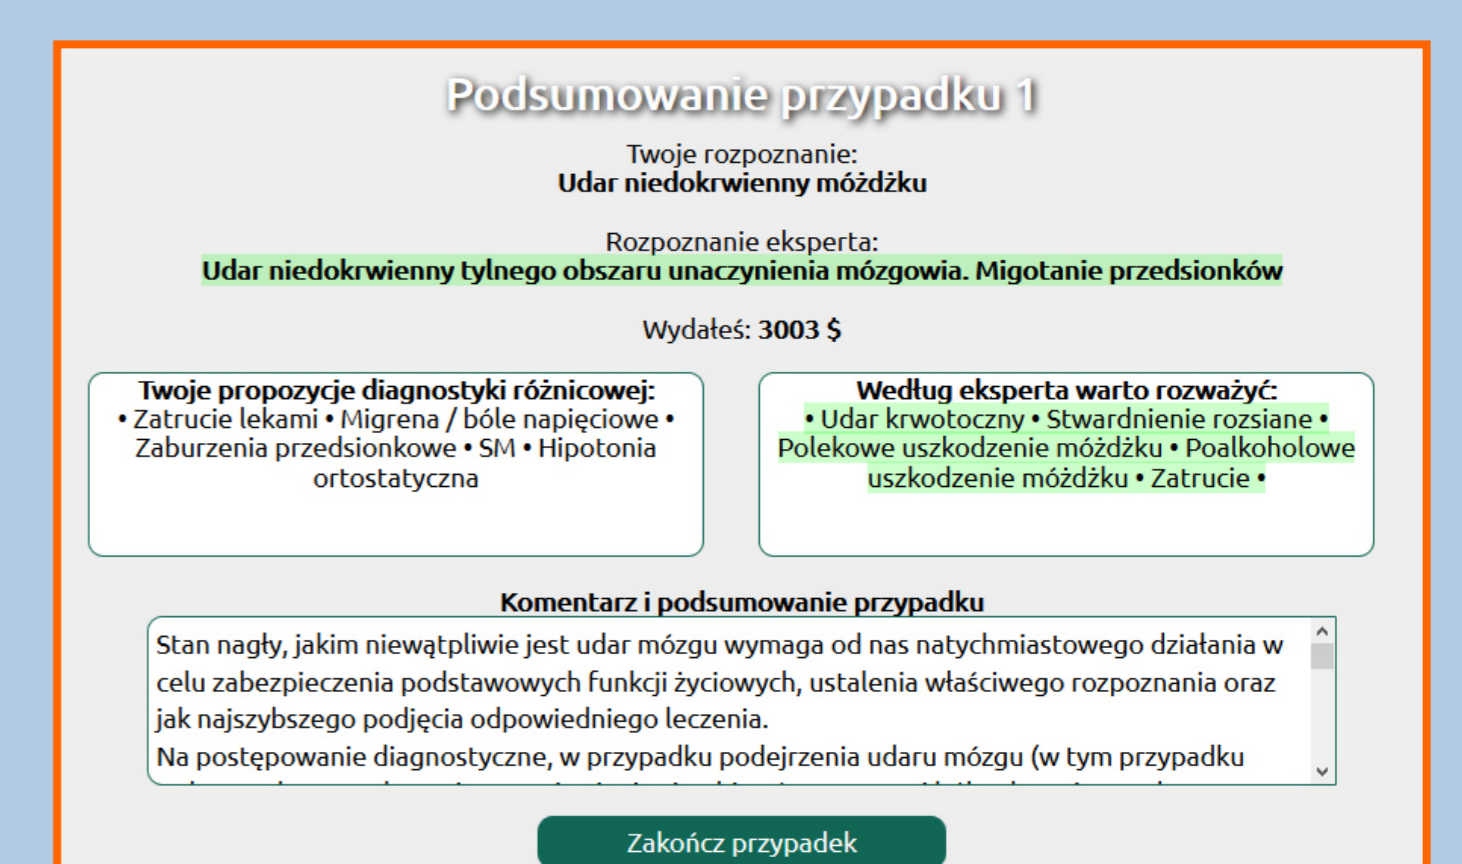 Podsumowanie przypadku 1
Twoje rozpoznanie:
Udar niedokrwienny móżdżku
Rozpoznanie eksperta:
Udar niedokrwienny tylnego obszaru unaczynienia mózgowia. Migotanie przedsionków
Wydałeś: 3003 $
Twoje propozycje diagnostyki różnicowej:
• Zatrucie lekami • Migrena / bóle napięciowe •
Zaburzenia przedsionkowe • SM • Hipotonia
ortostatyczna
Według eksperta warto rozważyć:
• Udar krwotoczny • Stwardnienie rozsiane •
Polekowe uszkodzenie móżdżku • Poalkoholowe
uszkodzenie móżdżku • Zatrucie •
Komentarz i podsumowanie przypadku
Stan nagły, jakim niewątpliwie jest udar mózgu wymaga od nas natychmiastowego działania w
celu zabezpieczenia podstawowych funkcji życiowych, ustalenia właściwego rozpoznania oraz
jak najszybszego podjęcia odpowiedniego leczenia.
Na postępowanie diagnostyczne, w przypadku podejrzenia udaru mózgu (w tym przypadku
Zakończ przypadek